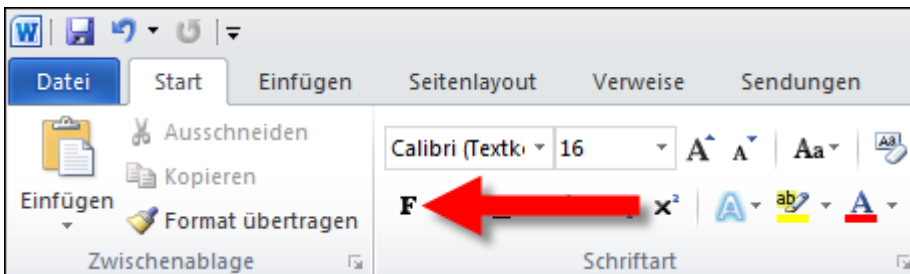 W
Datei Start Einfügen Seitenlayout Verweise Sendungen
Ausschneiden
Kopieren
Einfügen
Format übertragen
Zwischenablage
Calibri (Textk 16 A A Aa
F x² A ab A
Schriftart